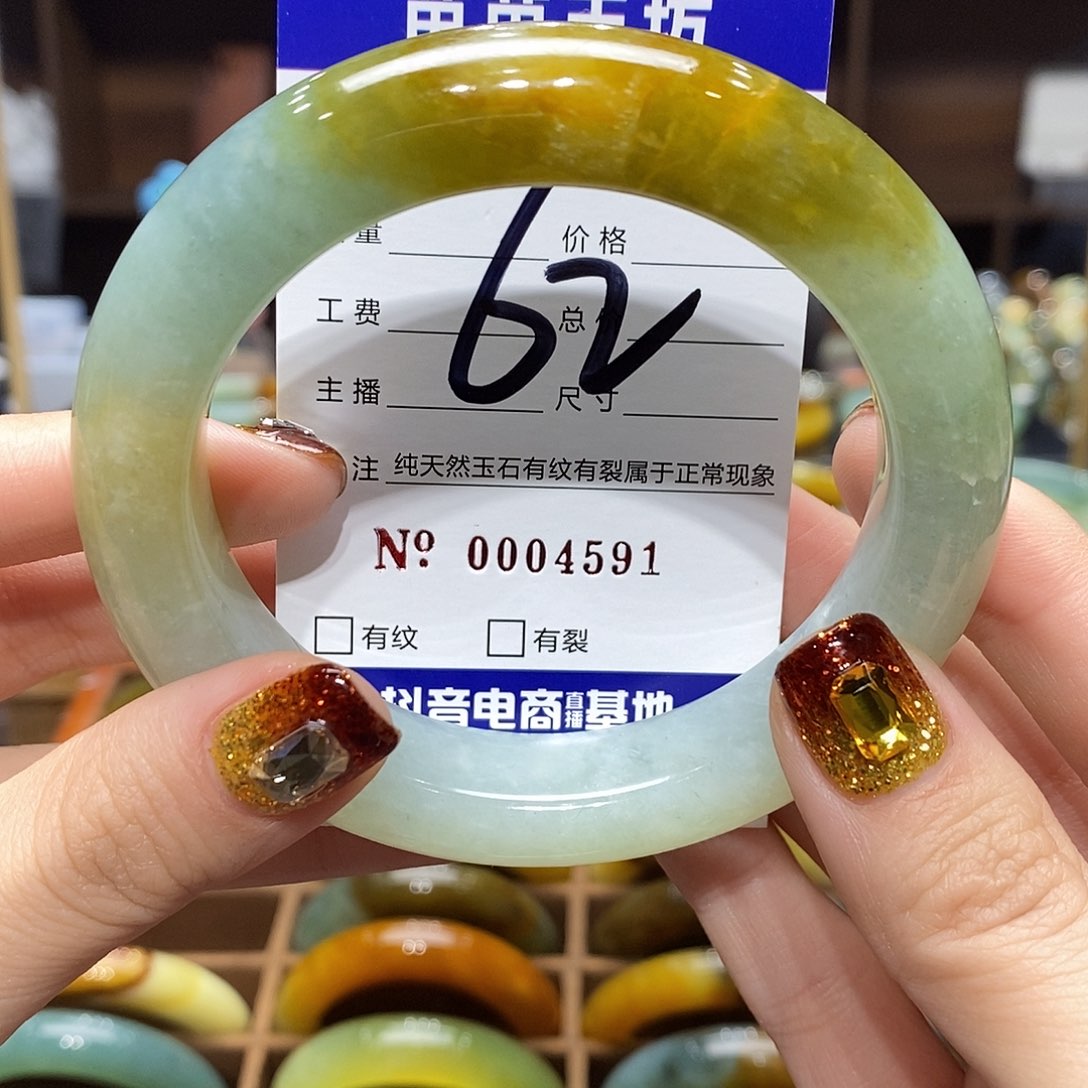 重 价格
62
工费 总
主播 尺寸
注 纯天然玉石有纹有裂属于正常现象
Nº 0004591
有纹 有裂
抖音电商直播基地